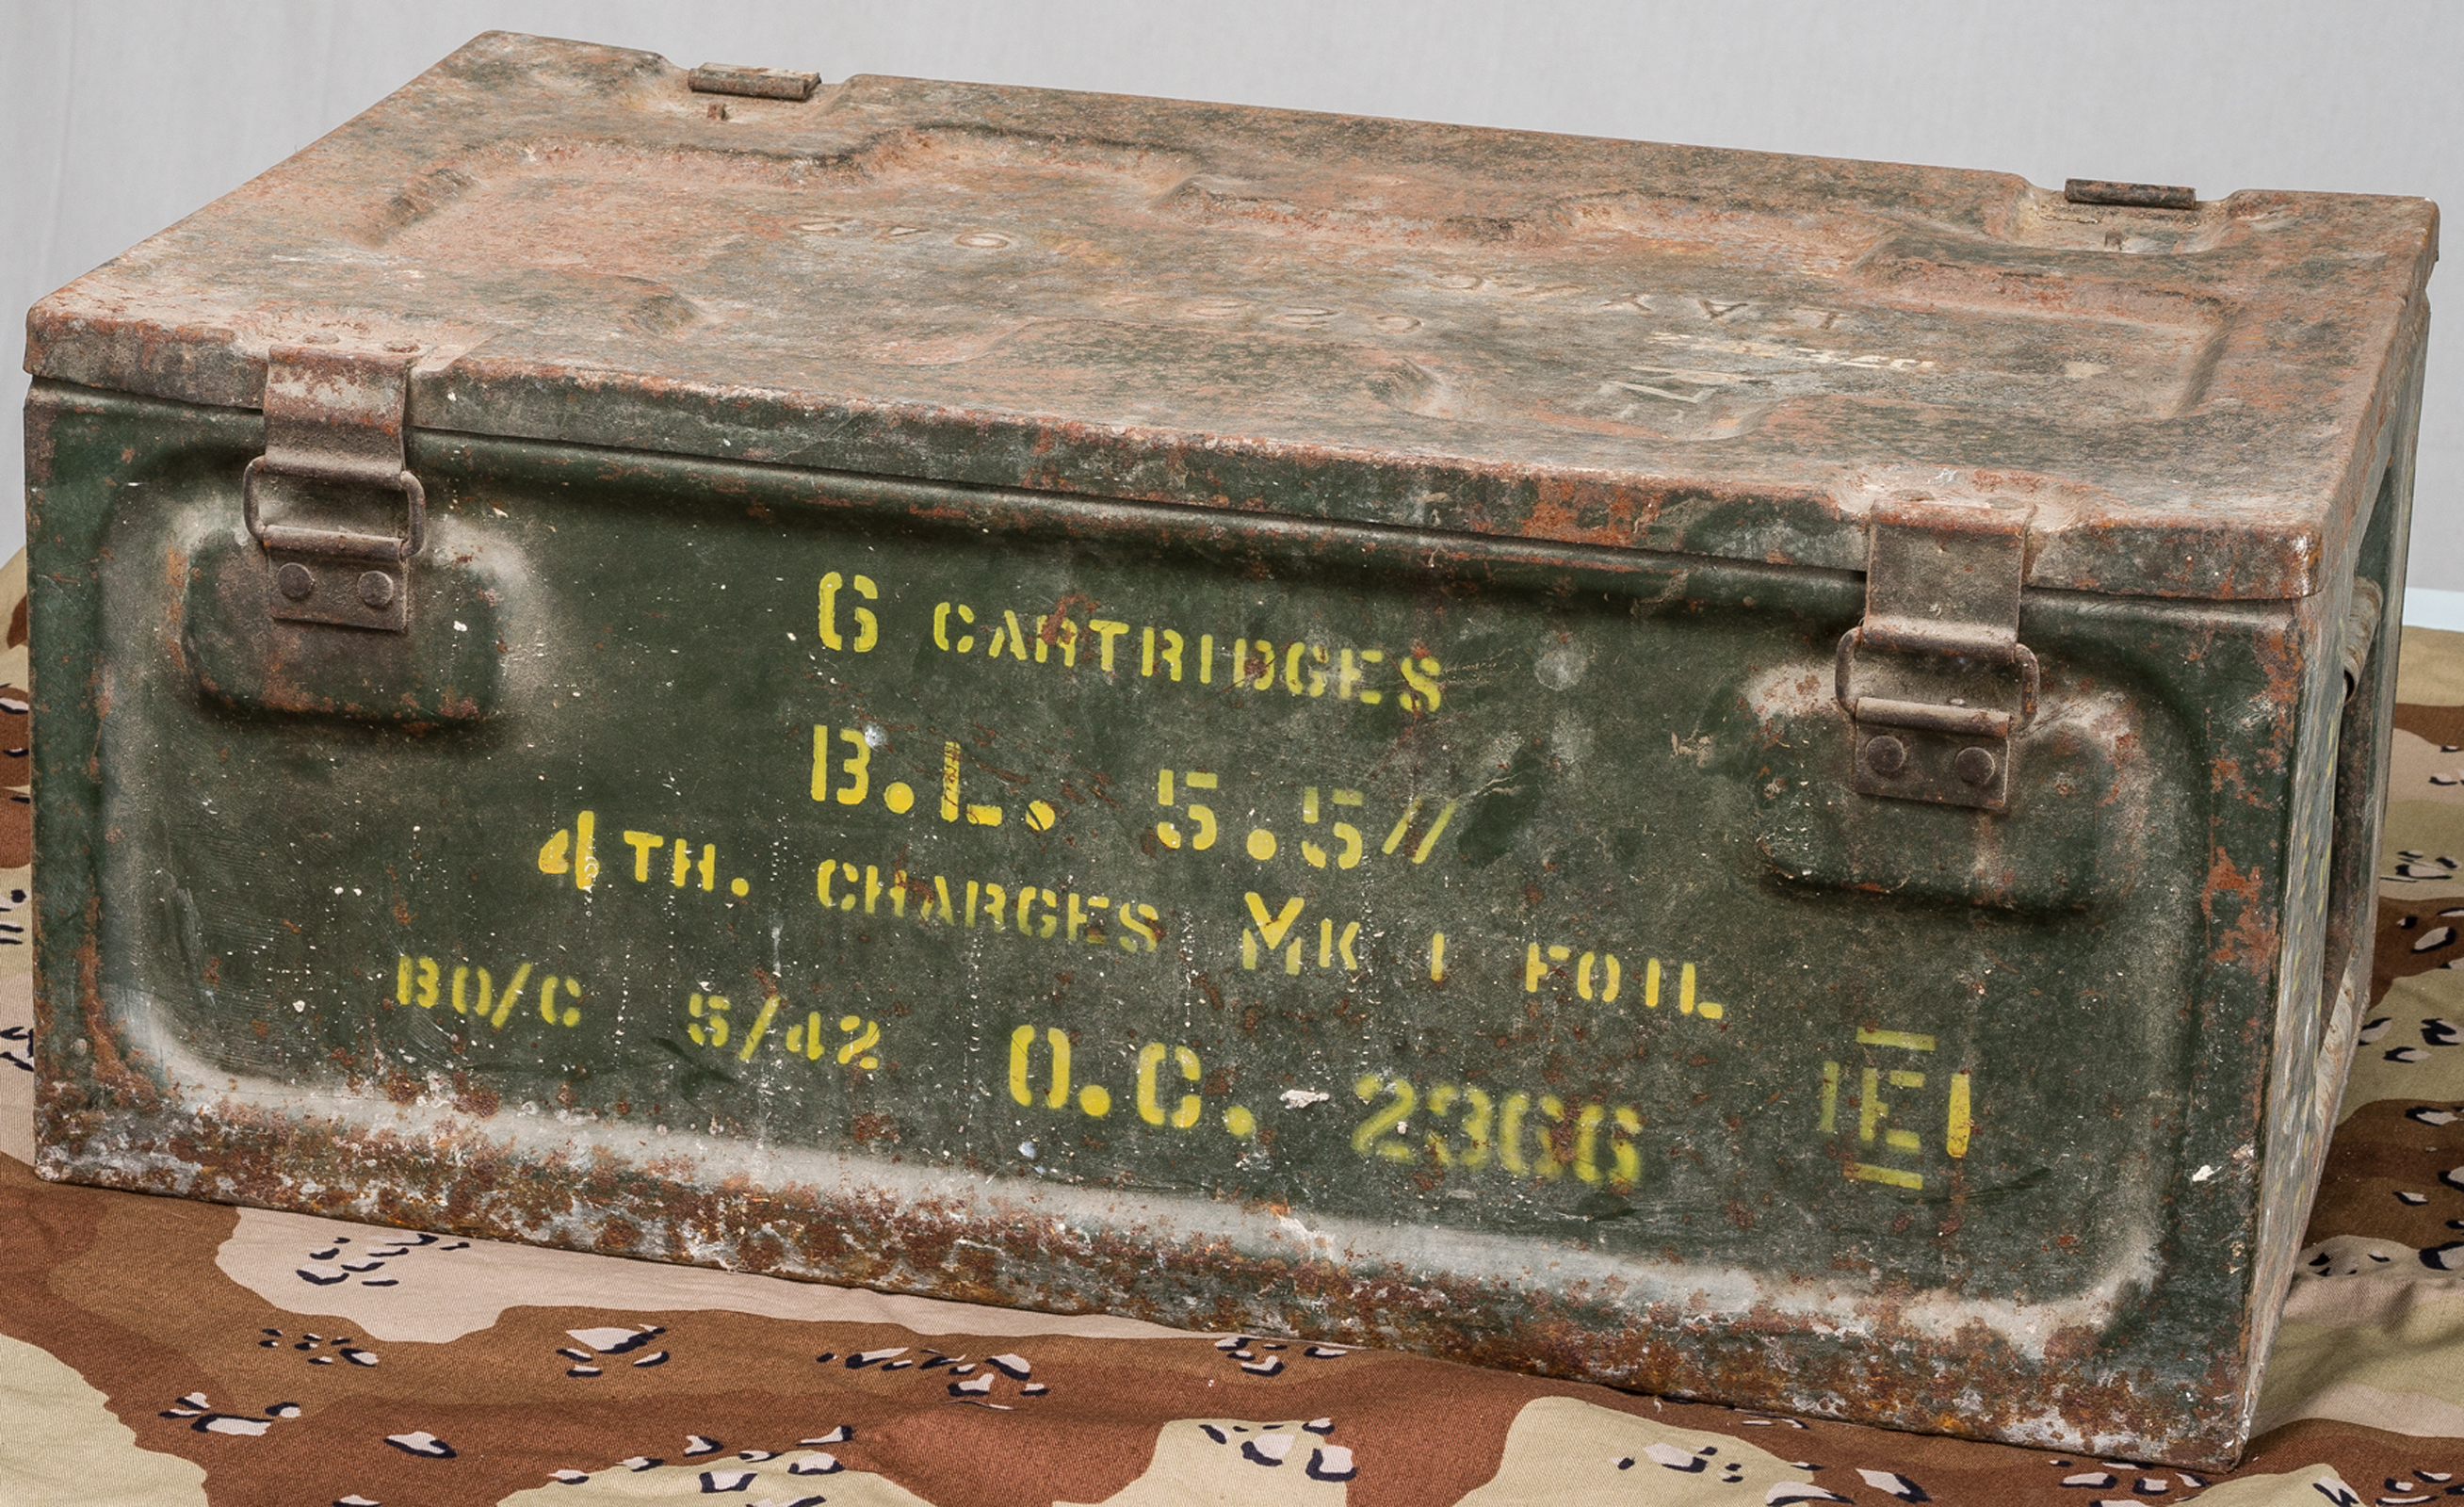 6 CARTRIDGES
B.L. 5.5"
4TH. CHARGES MK I FOIL
BO/C 5/42 O.C. 2366 E